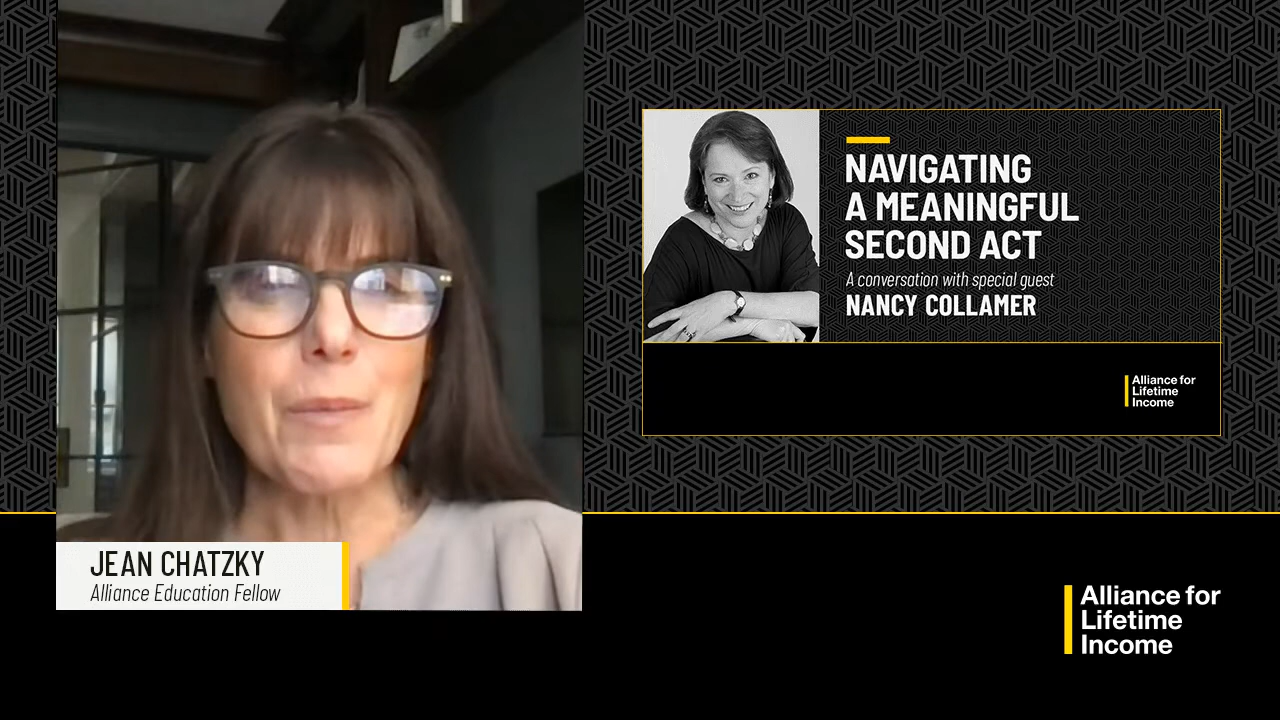 JEAN CHATZKY
Alliance Education Fellow
NAVIGATING
A MEANINGFUL
SECOND ACT
A conversation with special guest
NANCY COLLAMER
Alliance for
Lifetime
Income
Alliance for
Lifetime
Income